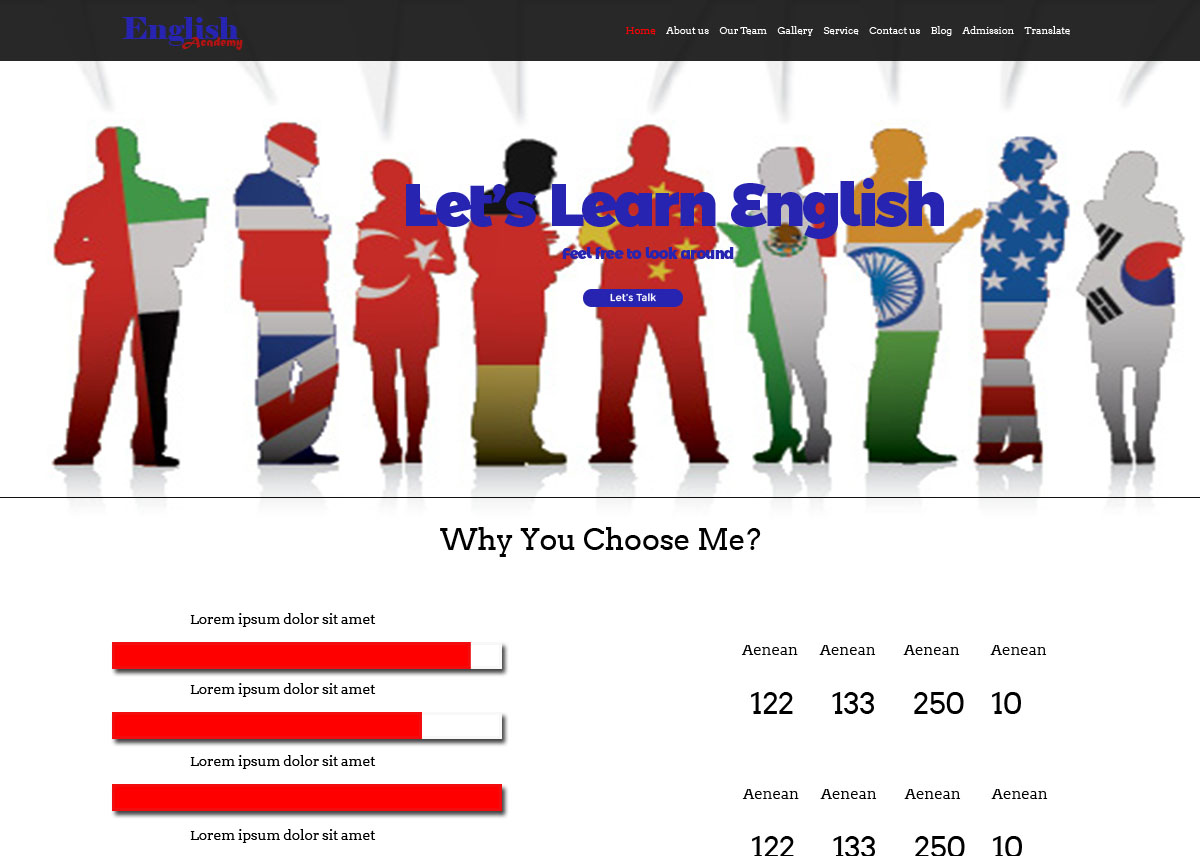 English
Academy
Home About us Our Team Gallery Service Contact us Blog Admission Translate
Let's Learn English
Feel free to look around
Let's Talk
Why You Choose Me?
Lorem ipsum dolor sit amet
Lorem ipsum dolor sit amet
Lorem ipsum dolor sit amet
Lorem ipsum dolor sit amet
Aenean Aenean Aenean Aenean
122 133 250 10
Aenean Aenean Aenean Aenean
122 133 250 10